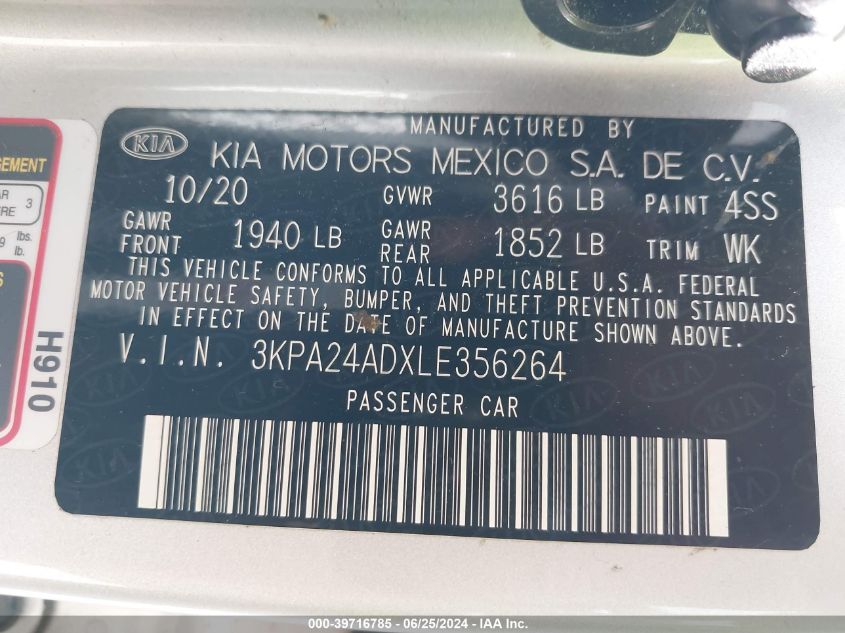 MANUFACTURED BY
KIA
KIA MOTORS MEXICO S.A. DE C.V.
10/20 GVWR 3616 LB PAINT 4SS
GAWR FRONT 1940 LB GAWR REAR 1852 LB TRIM WK
THIS VEHICLE CONFORMS TO ALL APPLICABLE U.S.A. FEDERAL
MOTOR VEHICLE SAFETY, BUMPER, AND THEFT PREVENTION STANDARDS
IN EFFECT ON THE DATE OF MANUFACTURE SHOWN ABOVE.
V.I.N. 3KPA24ADXLE356264
PASSENGER CAR
3
lbs.
lb.
H910
000-39716785 - 06/25/2024 - IAA Inc.